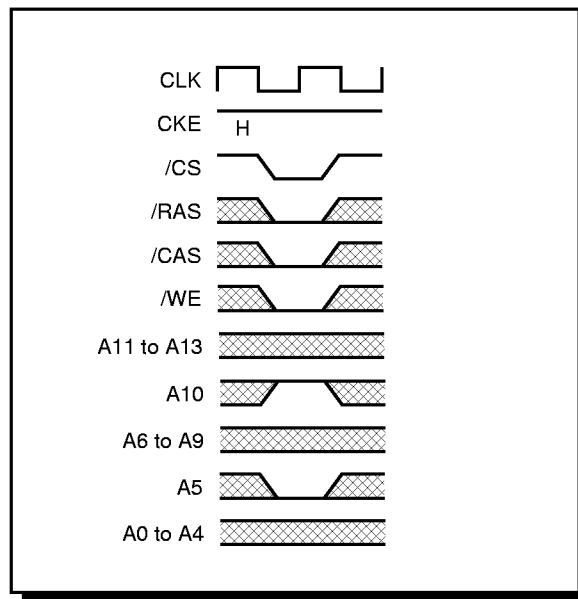 CLK
CKE
H
/CS
/RAS
/CAS
/WE
A11 to A13
A10
A6 to A9
A5
A0 to A4